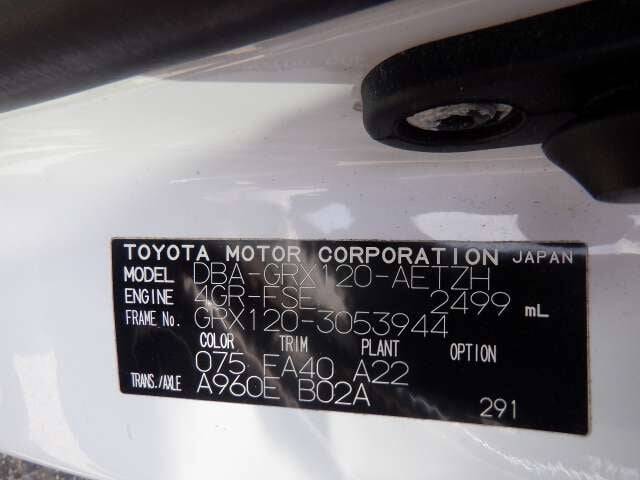 TOYOTA MOTOR CORPORATION JAPAN
MODEL DBA-GRX120-AETZH
ENGINE 4GR-FSE 2499 mL
FRAME No. GRX120-3053944
COLOR TRIM PLANT OPTION
075 FA40 A22
TRANS./AXLE A960E B02A
291